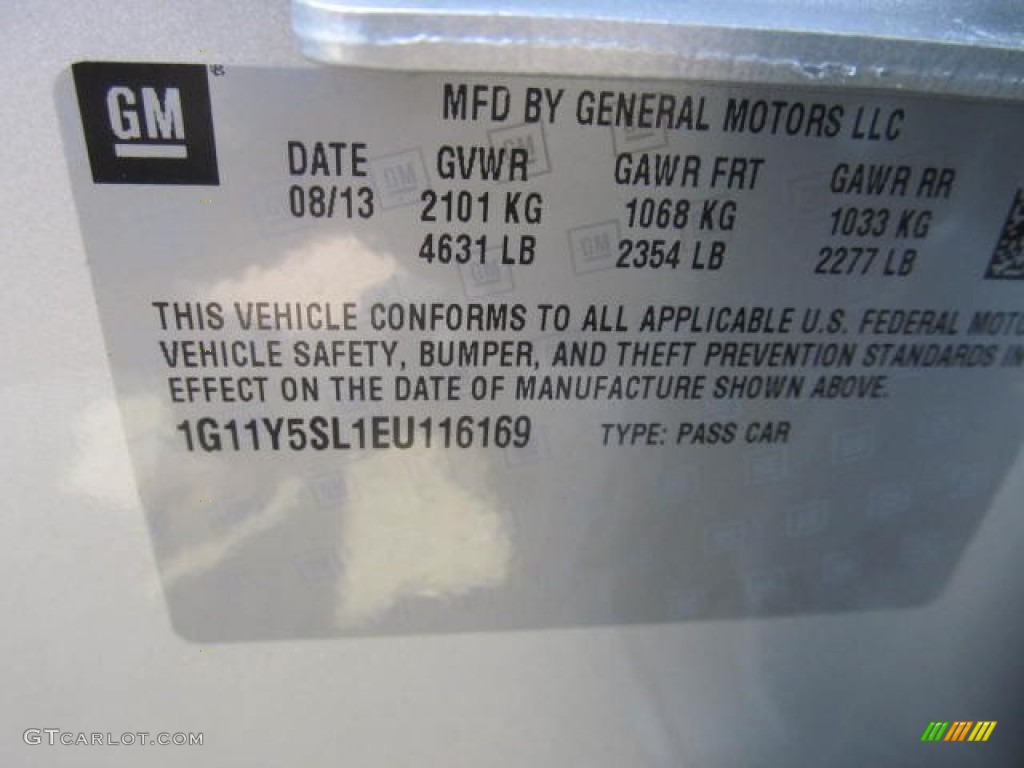 GM
MFD BY GENERAL MOTORS LLC
DATE GVWR GAWR FRT GAWR RR
08/13 2101 KG 1068 KG 1033 KG
4631 LB 2354 LB 2277 LB
THIS VEHICLE CONFORMS TO ALL APPLICABLE U.S. FEDERAL MOTO
VEHICLE SAFETY, BUMPER, AND THEFT PREVENTION STANDARDS IN
EFFECT ON THE DATE OF MANUFACTURE SHOWN ABOVE.
1G11Y5SL1EU116169 TYPE: PASS CAR
GTCARLOT.COM